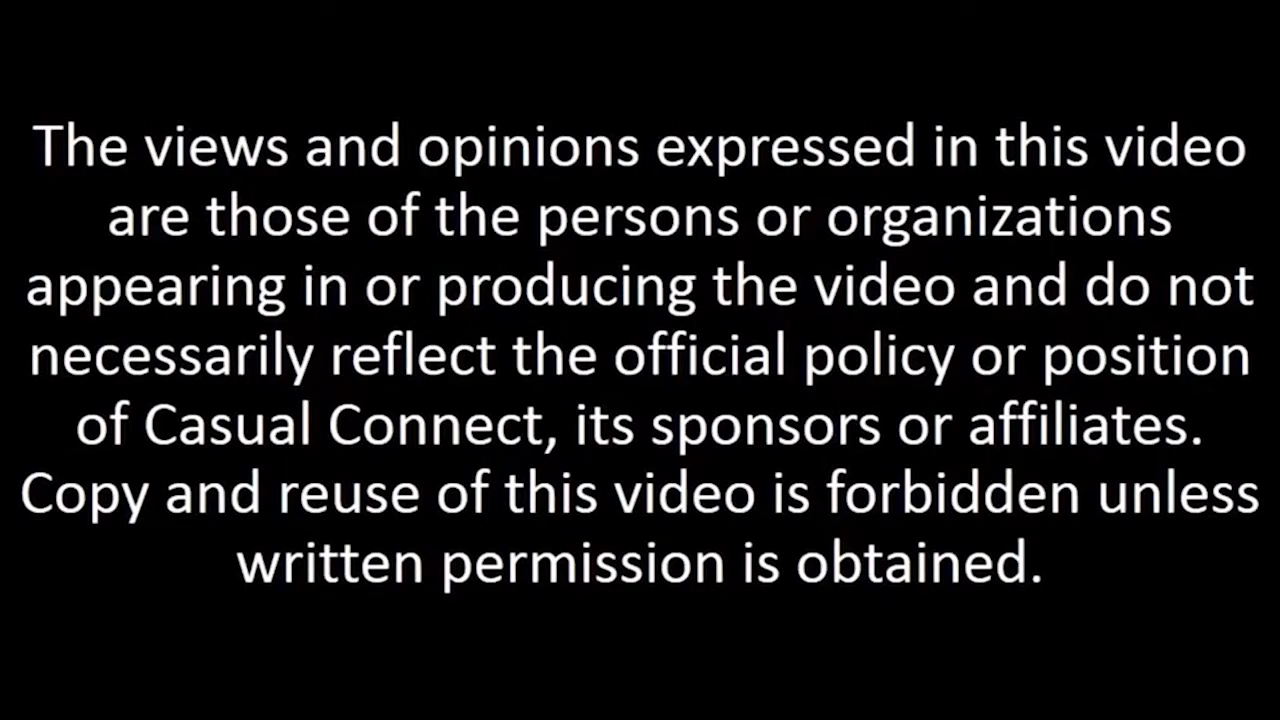 The views and opinions expressed in this video
are those of the persons or organizations
appearing in or producing the video and do not
necessarily reflect the official policy or position
of Casual Connect, its sponsors or affiliates.
Copy and reuse of this video is forbidden unless
written permission is obtained.